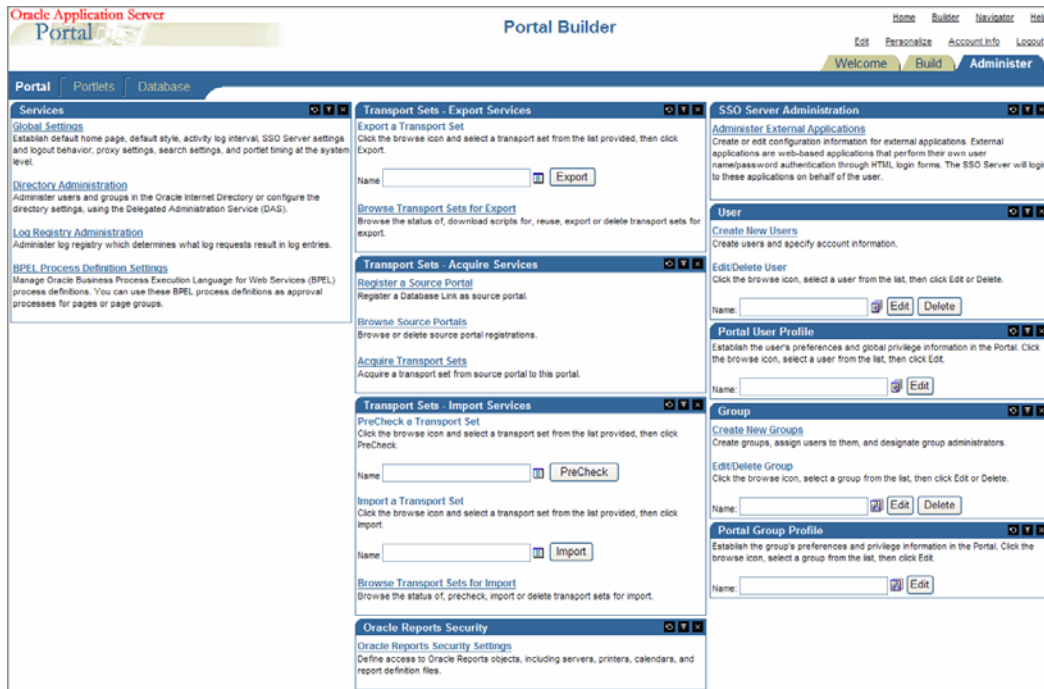 Oracle Application Server
Portal
Portal Builder
Home Builder Navigator Hel
Edit Personalize Account Info Logout
Welcome Build Administer
Portal Portlets Database
Services
Global Settings
Establish default home page, default style, activity log interval, SSO Server settings
and logout behavior, proxy settings, search settings, and portlet timing at the system
level.
Directory Administration
Administer users and groups in the Oracle Internet Directory or configure the
directory settings, using the Delegated Administration Service (DAS).
Log Registry Administration
Administer log registry which determines what log requests result in log entries.
BPEL Process Definition Settings
Manage Oracle Business Process Execution Language for Web Services (BPEL)
process definitions. You can use these BPEL process definitions as approval
processes for pages or page groups.
Transport Sets - Export Services
Export a Transport Set
Click the browse icon and select a transport set from the list provided, then click
Export.
Name Export
Browse Transport Sets for Export
Browse the status of, download scripts for, reuse, export or delete transport sets for
export.
Transport Sets - Acquire Services
Register a Source Portal
Register a Database Link as source portal.
Browse Source Portals
Browse or delete source portal registrations.
Acquire Transport Sets
Acquire a transport set from source portal to this portal.
Transport Sets - Import Services
PreCheck a Transport Set
Click the browse icon and select a transport set from the list provided, then click
PreCheck.
Name PreCheck
Import a Transport Set
Click the browse icon and select a transport set from the list provided, then click
Import.
Name Import
Browse Transport Sets for Import
Browse the status of, precheck, import or delete transport sets for import.
Oracle Reports Security
Oracle Reports Security Settings
Define access to Oracle Reports objects, including servers, printers, calendars, and
report definition files.
SSO Server Administration
Administer External Applications
Create or edit configuration information for external applications. External
applications are web-based applications that perform their own user
name/password authentication through HTML login forms. The SSO Server will login
to these applications on behalf of the user.
User
Create New Users
Create users and specify account information.
Edit/Delete User
Click the browse icon, select a user from the list, then click Edit or Delete.
Name: Edit Delete
Portal User Profile
Establish the user's preferences and global privilege information in the Portal. Click
the browse icon, select a user from the list, then click Edit.
Name: Edit
Group
Create New Groups
Create groups, assign users to them, and designate group administrators.
Edit/Delete Group
Click the browse icon, select a group from the list, then click Edit or Delete.
Name: Edit Delete
Portal Group Profile
Establish the group's preferences and privilege information in the Portal. Click the
browse icon, select a group from the list, then click Edit.
Name: Edit